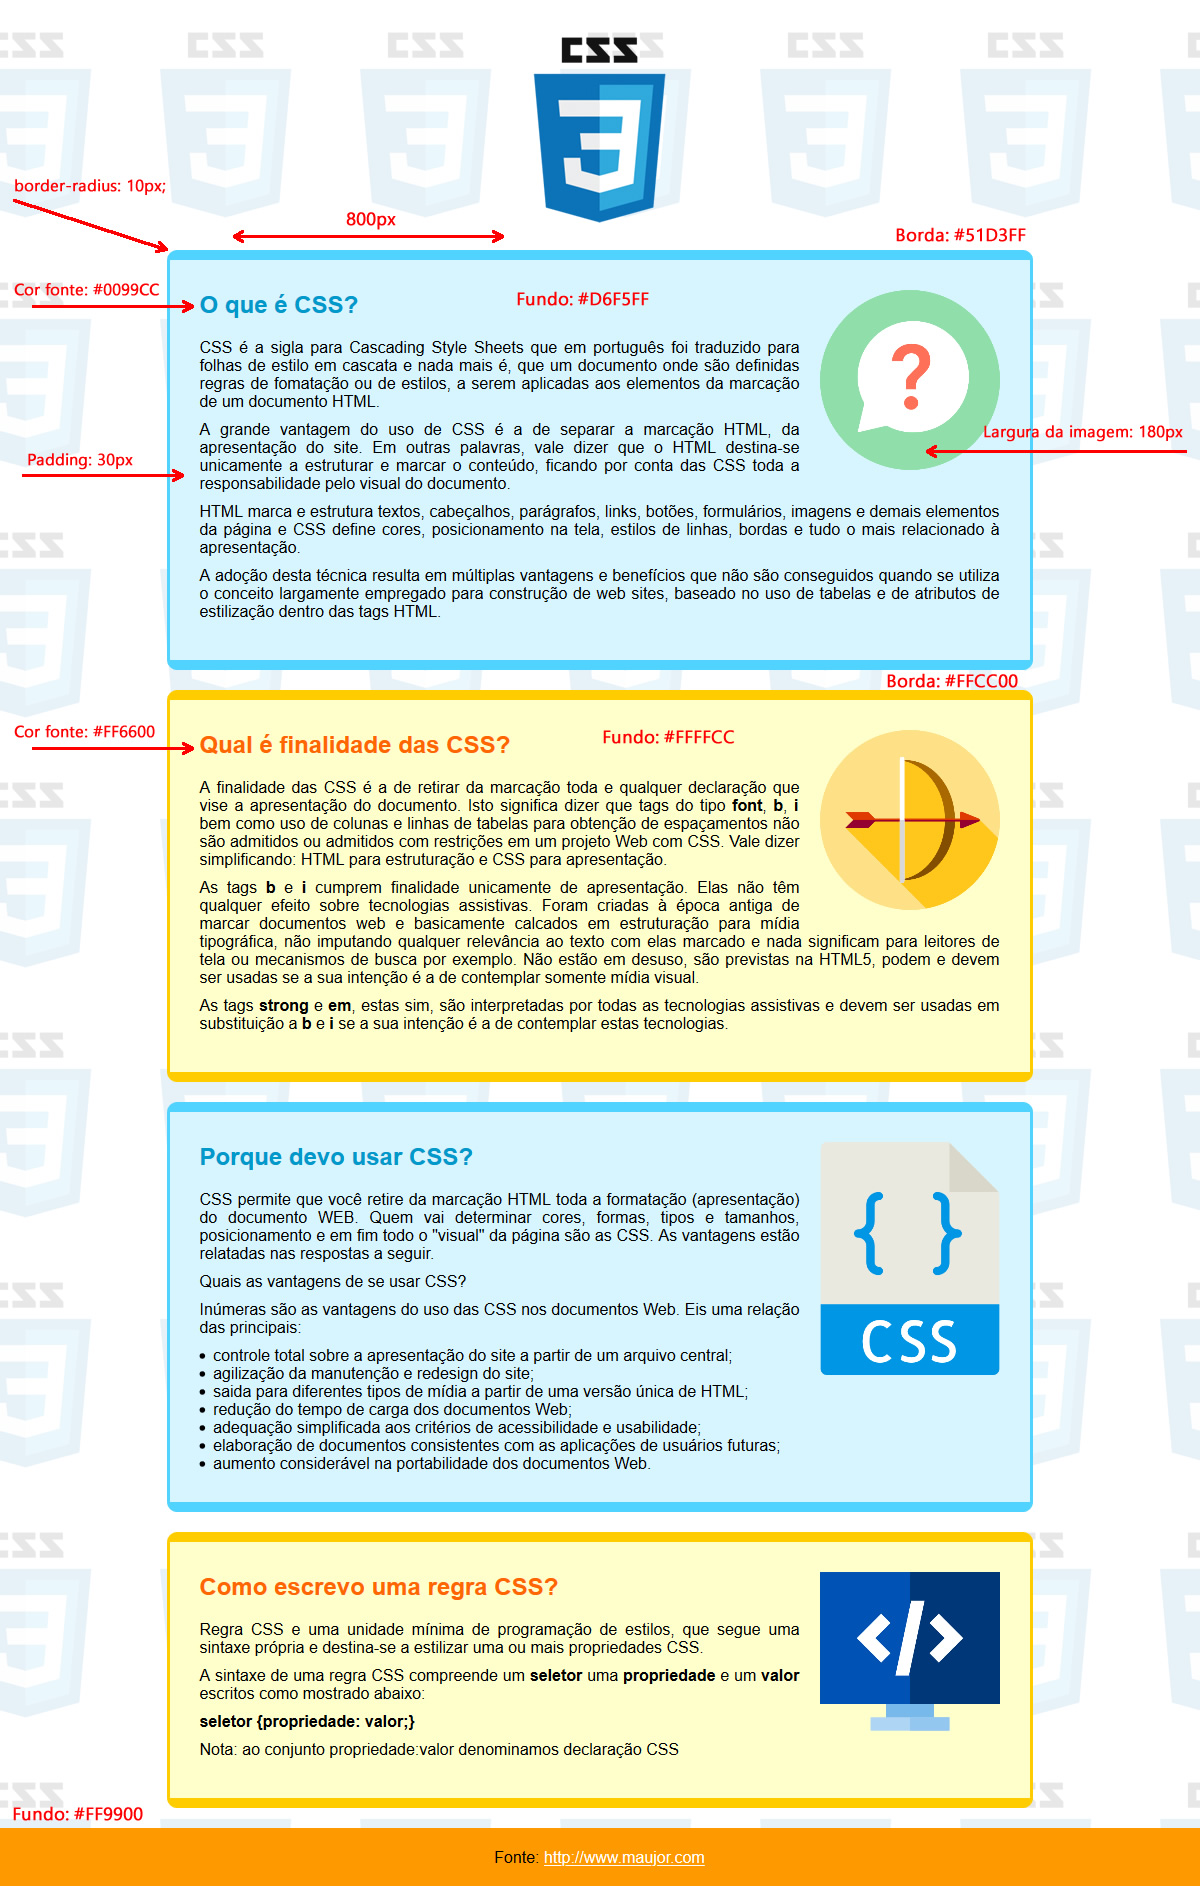 CSS
border-radius: 10px;
800px
Borda: #51D3FF
Cor fonte: #0099CC
O que é CSS?
Fundo: #D6F5FF
CSS é a sigla para Cascading Style Sheets que em português foi traduzido para
folhas de estilo em cascata e nada mais é, que um documento onde são definidas
regras de fomatação ou de estilos, a serem aplicadas aos elementos da marcação
de um documento HTML.
A grande vantagem do uso de CSS é a de separar a marcação HTML, da
apresentação do site. Em outras palavras, vale dizer que o HTML destina-se
unicamente a estruturar e marcar o conteúdo, ficando por conta das CSS toda a
responsabilidade pelo visual do documento.
Largura da imagem: 180px
Padding: 30px
HTML marca e estrutura textos, cabeçalhos, parágrafos, links, botões, formulários, imagens e demais elementos
da página e CSS define cores, posicionamento na tela, estilos de linhas, bordas e tudo o mais relacionado à
apresentação.
A adoção desta técnica resulta em múltiplas vantagens e benefícios que não são conseguidos quando se utiliza
o conceito largamente empregado para construção de web sites, baseado no uso de tabelas e de atributos de
estilização dentro das tags HTML.
Borda: #FFCC00
Cor fonte: #FF6600
Qual é finalidade das CSS?
Fundo: #FFFFCC
A finalidade das CSS é a de retirar da marcação toda e qualquer declaração que
vise a apresentação do documento. Isto significa dizer que tags do tipo font, b, i
bem como uso de colunas e linhas de tabelas para obtenção de espaçamentos não
são admitidos ou admitidos com restrições em um projeto Web com CSS. Vale dizer
simplificando: HTML para estruturação e CSS para apresentação.
As tags b e i cumprem finalidade unicamente de apresentação. Elas não têm
qualquer efeito sobre tecnologias assistivas. Foram criadas à época antiga de
marcar documentos web e basicamente calcados em estruturação para mídia
tipográfica, não imputando qualquer relevância ao texto com elas marcado e nada significam para leitores de
tela ou mecanismos de busca por exemplo. Não estão em desuso, são previstas na HTML5, podem e devem
ser usadas se a sua intenção é a de contemplar somente mídia visual.
As tags strong e em, estas sim, são interpretadas por todas as tecnologias assistivas e devem ser usadas em
substituição a b e i se a sua intenção é a de contemplar estas tecnologias.
Porque devo usar CSS?
CSS permite que você retire da marcação HTML toda a formatação (apresentação)
do documento WEB. Quem vai determinar cores, formas, tipos e tamanhos,
posicionamento e em fim todo o "visual" da página são as CSS. As vantagens estão
relatadas nas respostas a seguir.
Quais as vantagens de se usar CSS?
Inúmeras são as vantagens do uso das CSS nos documentos Web. Eis uma relação
das principais:
• controle total sobre a apresentação do site a partir de um arquivo central;
• agilização da manutenção e redesign do site;
• saida para diferentes tipos de mídia a partir de uma versão única de HTML;
• redução do tempo de carga dos documentos Web;
• adequação simplificada aos critérios de acessibilidade e usabilidade;
• elaboração de documentos consistentes com as aplicações de usuários futuras;
• aumento considerável na portabilidade dos documentos Web.
{ }
CSS
Como escrevo uma regra CSS?
Regra CSS e uma unidade mínima de programação de estilos, que segue uma
sintaxe própria e destina-se a estilizar uma ou mais propriedades CSS.
A sintaxe de uma regra CSS compreende um seletor uma propriedade e um valor
escritos como mostrado abaixo:
seletor {propriedade: valor;}
Nota: ao conjunto propriedade:valor denominamos declaração CSS
</>
Fundo: #FF9900
Fonte: http://www.maujor.com